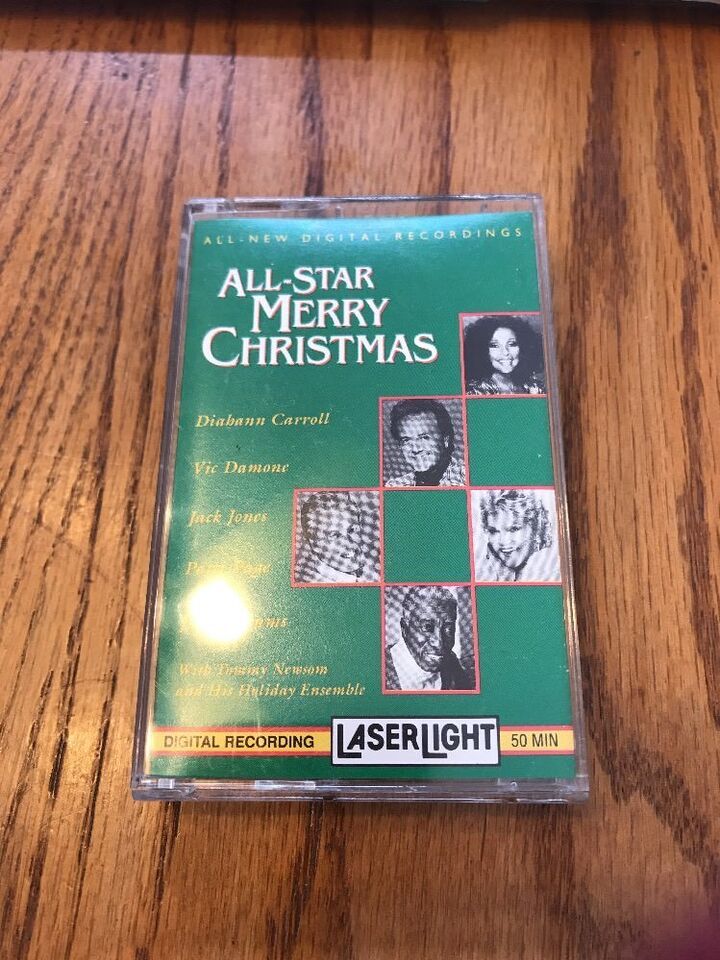 ALL-NEW DIGITAL RECORDINGS
ALL-STAR
MERRY
CHRISTMAS
Diahann Carroll
Vic Damone
Jack Jones
Page
With Tommy Newsom
and His Holiday Ensemble
DIGITAL RECORDING
LASERLIGHT
50 MIN